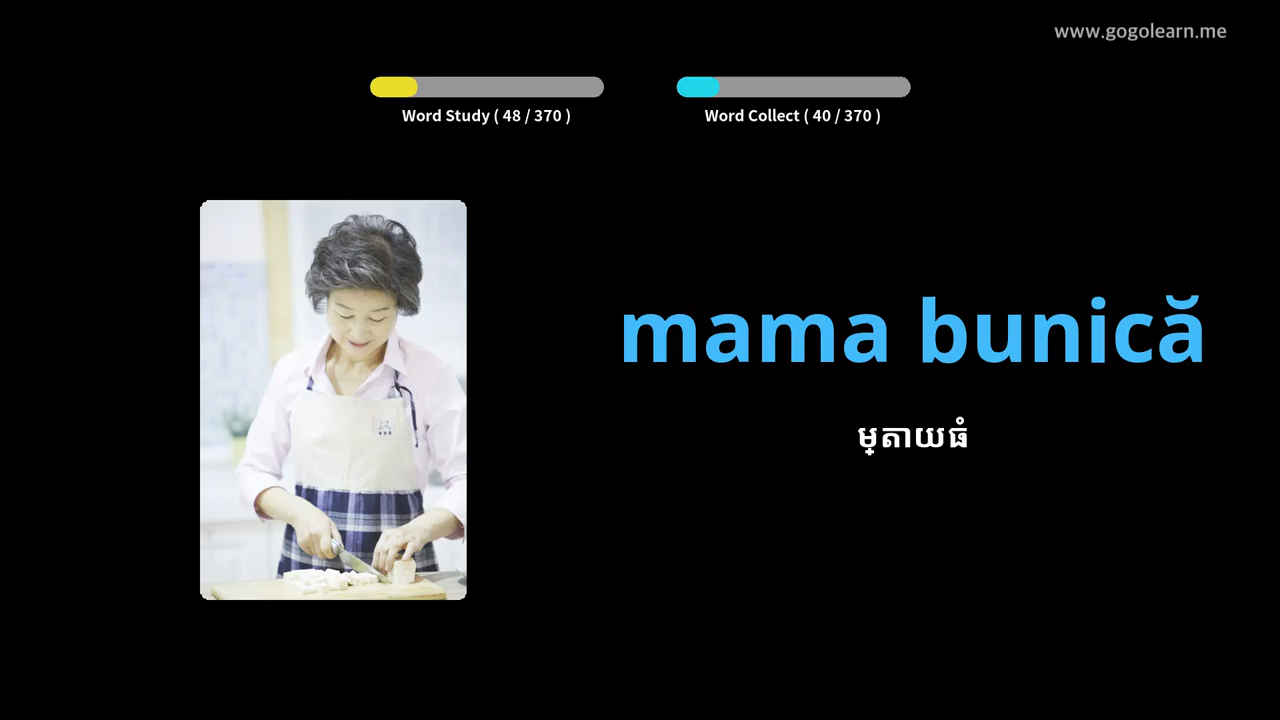 www.gogolearn.me
Word Study ( 48 / 370 )
Word Collect ( 40 / 370 )
mama bunică
ម្តាយធំ